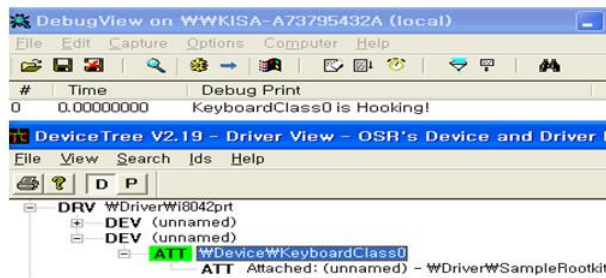 DebugView on ₩₩KISA-A73795432A (local)
File Edit Capture Options Computer Help
# Time Debug Print
0 0.00000000 KeyboardClass0 is Hooking!
DeviceTree V2.19 - Driver View - OSR's Device and Driver
File View Search Ids Help
D P
DRV ₩Driver₩i8042prt
DEV (unnamed)
DEV (unnamed)
ATT ₩Device₩KeyboardClass0
ATT Attached: (unnamed) - ₩Driver₩SampleRootkit